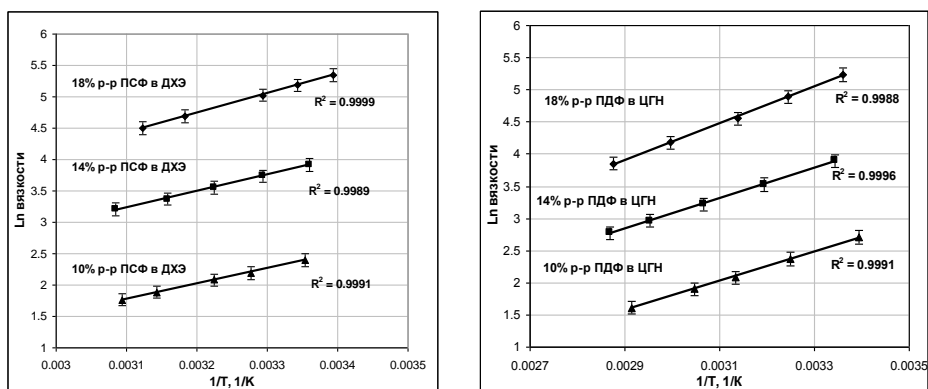 6
5.5
5
4.5
4
3.5
3
2.5
2
1.5
1
Ln вязкости
18% р-р ПСФ в ДХЭ
R² = 0.9999
14% р-р ПСФ в ДХЭ
R² = 0.9989
10% р-р ПСФ в ДХЭ
R² = 0.9991
0.003 0.0031 0.0032 0.0033 0.0034 0.0035
1/T, 1/K
6
5.5
5
4.5
4
3.5
3
2.5
2
1.5
1
Ln вязкости
18% р-р ПДФ в ЦГН
R² = 0.9988
14% р-р ПДФ в ЦГН
R² = 0.9996
10% р-р ПДФ в ЦГН
R² = 0.9991
0.0027 0.0029 0.0031 0.0033 0.0035
1/T, 1/K